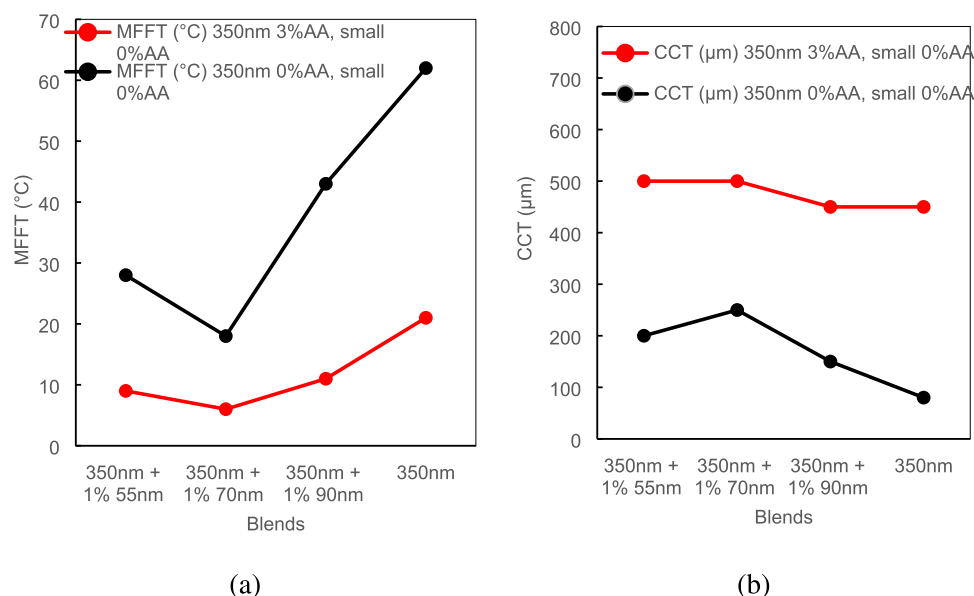 70
60
50
40
30
20
10
0
MFFT (°C)
MFFT (°C) 350nm 3%AA, small
0%AA
MFFT (°C) 350nm 0%AA, small
0%AA
350nm +
1% 55nm
350nm +
1% 70nm
350nm +
1% 90nm
350nm
Blends
(a)
800
700
600
500
400
300
200
100
0
CCT (μm)
CCT (μm) 350nm 3%AA, small 0%AA
CCT (μm) 350nm 0%AA, small 0%AA
350nm +
1% 55nm
350nm +
1% 70nm
350nm +
1% 90nm
350nm
Blends
(b)